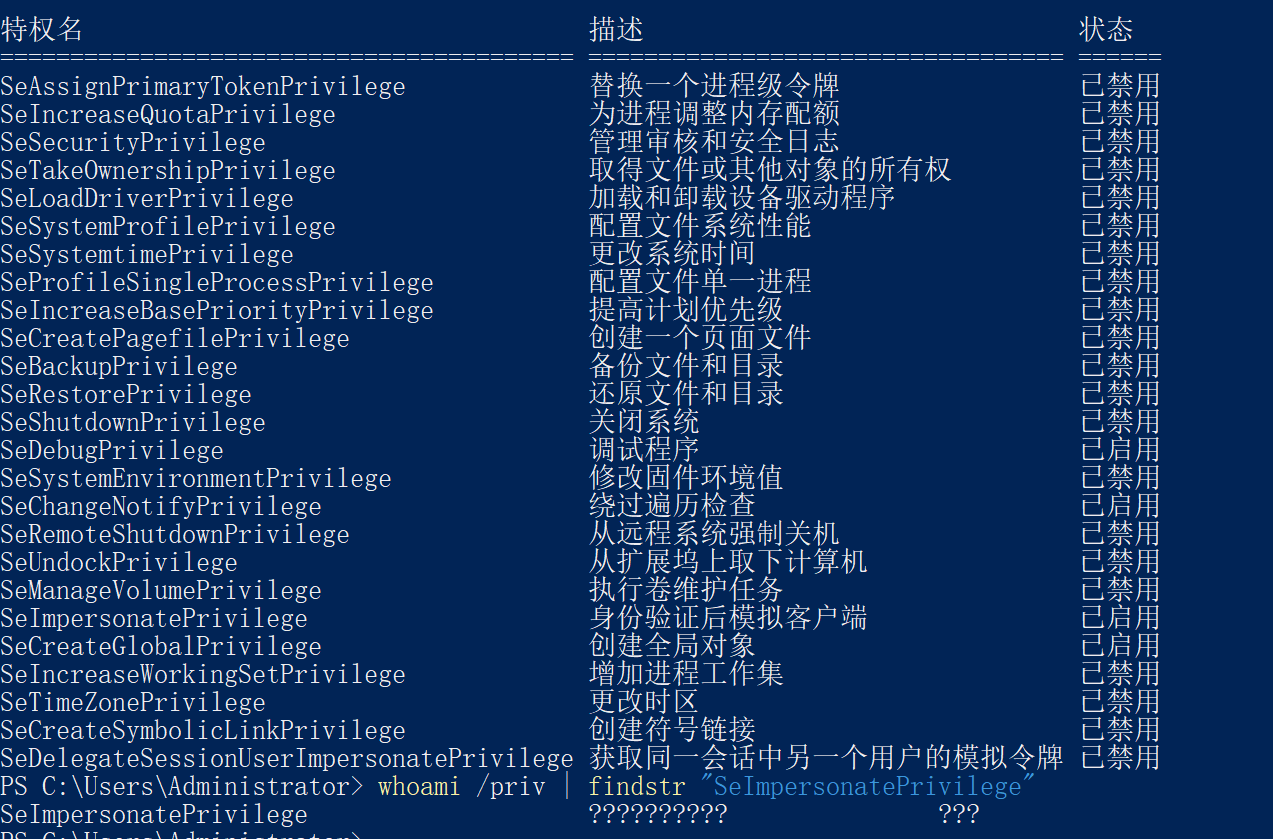 特权名 描述 状态
========================================= ================================== ======
SeAssignPrimaryTokenPrivilege 替换一个进程级令牌 已禁用
SeIncreaseQuotaPrivilege 为进程调整内存配额 已禁用
SeSecurityPrivilege 管理审核和安全日志 已禁用
SeTakeOwnershipPrivilege 取得文件或其他对象的所有权 已禁用
SeLoadDriverPrivilege 加载和卸载设备驱动程序 已禁用
SeSystemProfilePrivilege 配置文件系统性能 已禁用
SeSystemtimePrivilege 更改系统时间 已禁用
SeProfileSingleProcessPrivilege 配置文件单一进程 已禁用
SeIncreaseBasePriorityPrivilege 提高计划优先级 已禁用
SeCreatePagefilePrivilege 创建一个页面文件 已禁用
SeBackupPrivilege 备份文件和目录 已禁用
SeRestorePrivilege 还原文件和目录 已禁用
SeShutdownPrivilege 关闭系统 已禁用
SeDebugPrivilege 调试程序 已启用
SeSystemEnvironmentPrivilege 修改固件环境值 已禁用
SeChangeNotifyPrivilege 绕过遍历检查 已启用
SeRemoteShutdownPrivilege 从远程系统强制关机 已禁用
SeUndockPrivilege 从扩展坞上取下计算机 已禁用
SeManageVolumePrivilege 执行卷维护任务 已禁用
SeImpersonatePrivilege 身份验证后模拟客户端 已启用
SeCreateGlobalPrivilege 创建全局对象 已启用
SeIncreaseWorkingSetPrivilege 增加进程工作集 已禁用
SeTimeZonePrivilege 更改时区 已禁用
SeCreateSymbolicLinkPrivilege 创建符号链接 已禁用
SeDelegateSessionUserImpersonatePrivilege 获取同一会话中另一个用户的模拟令牌 已禁用
PS C:\Users\Administrator> whoami /priv | findstr "SeImpersonatePrivilege"
SeImpersonatePrivilege ?????????? ???
PS C:\Users\Administrator>